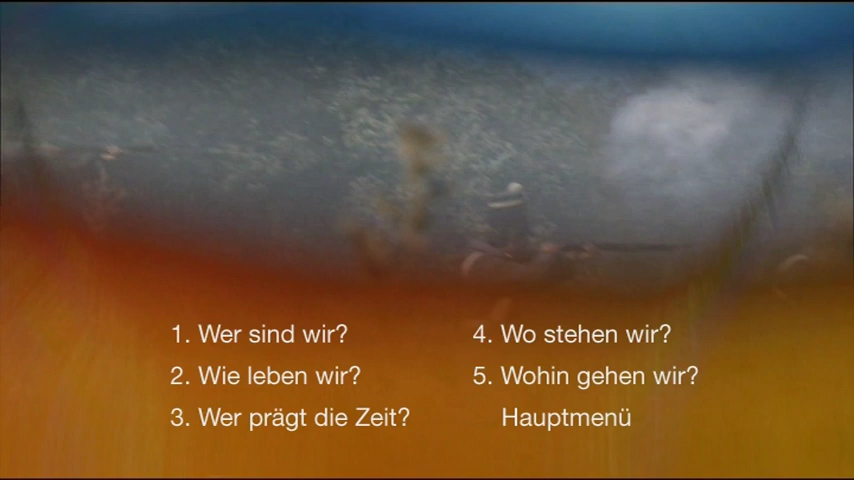 1. Wer sind wir?
2. Wie leben wir?
3. Wer prägt die Zeit?
4. Wo stehen wir?
5. Wohin gehen wir?
Hauptmenü